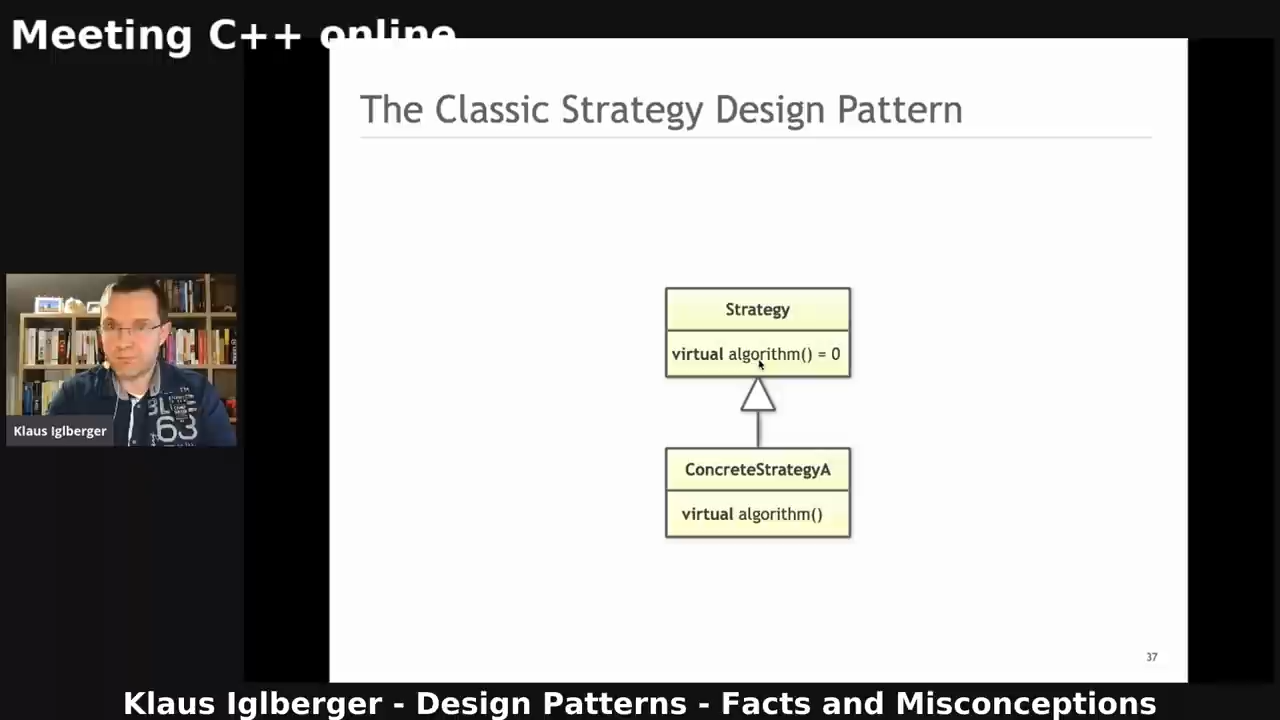 Meeting C++ online
The Classic Strategy Design Pattern
Strategy
virtual algorithm() = 0
ConcreteStrategyA
virtual algorithm()
63
Klaus Iglberger
37
Klaus Iglberger - Design Patterns - Facts and Misconceptions